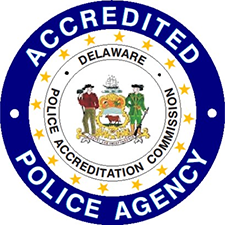 ACCREDITED
POLICE AGENCY
DELAWARE
POLICE ACCREDITATION COMMISSION